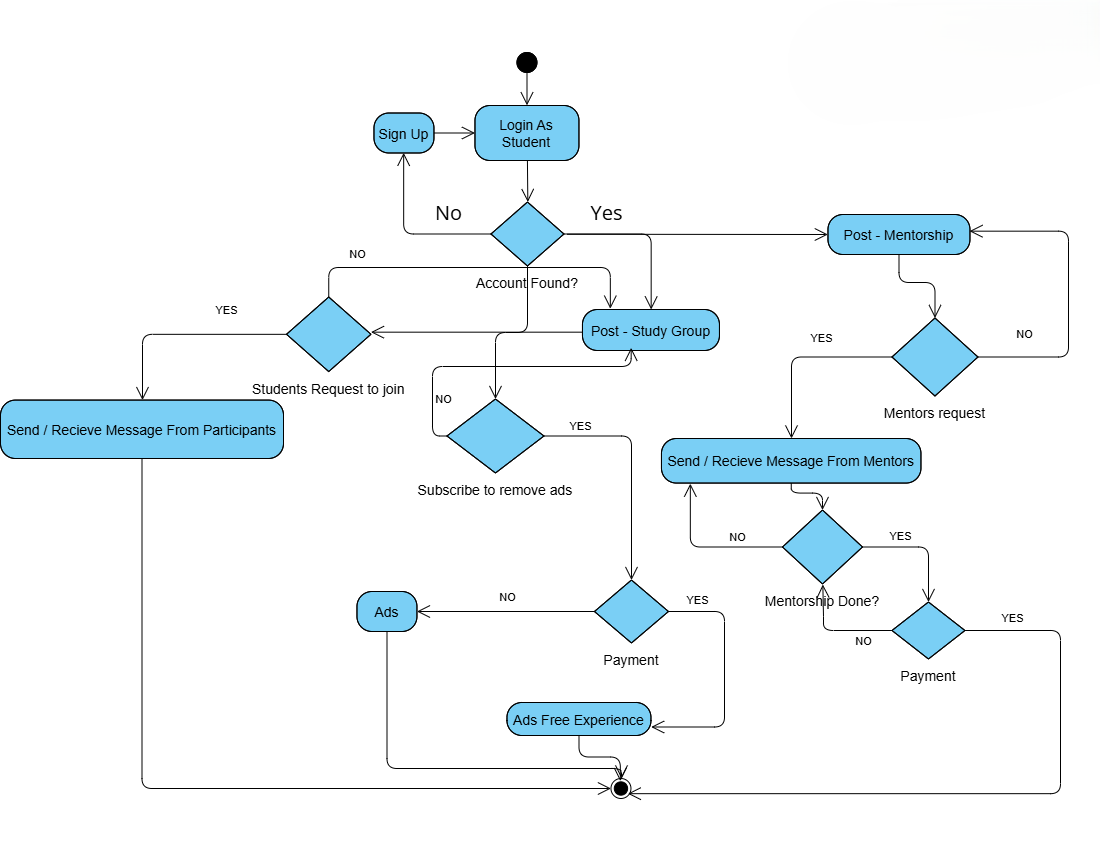 Login As
Student
Sign Up
No
Yes
Post - Mentorship
NO
Account Found?
YES
Post - Study Group
YES
NO
Students Request to join
NO
Mentors request
Send / Recieve Message From Participants
YES
Send / Recieve Message From Mentors
Subscribe to remove ads
NO
YES
Mentorship Done?
Ads
NO
YES
YES
NO
Payment
Payment
Ads Free Experience